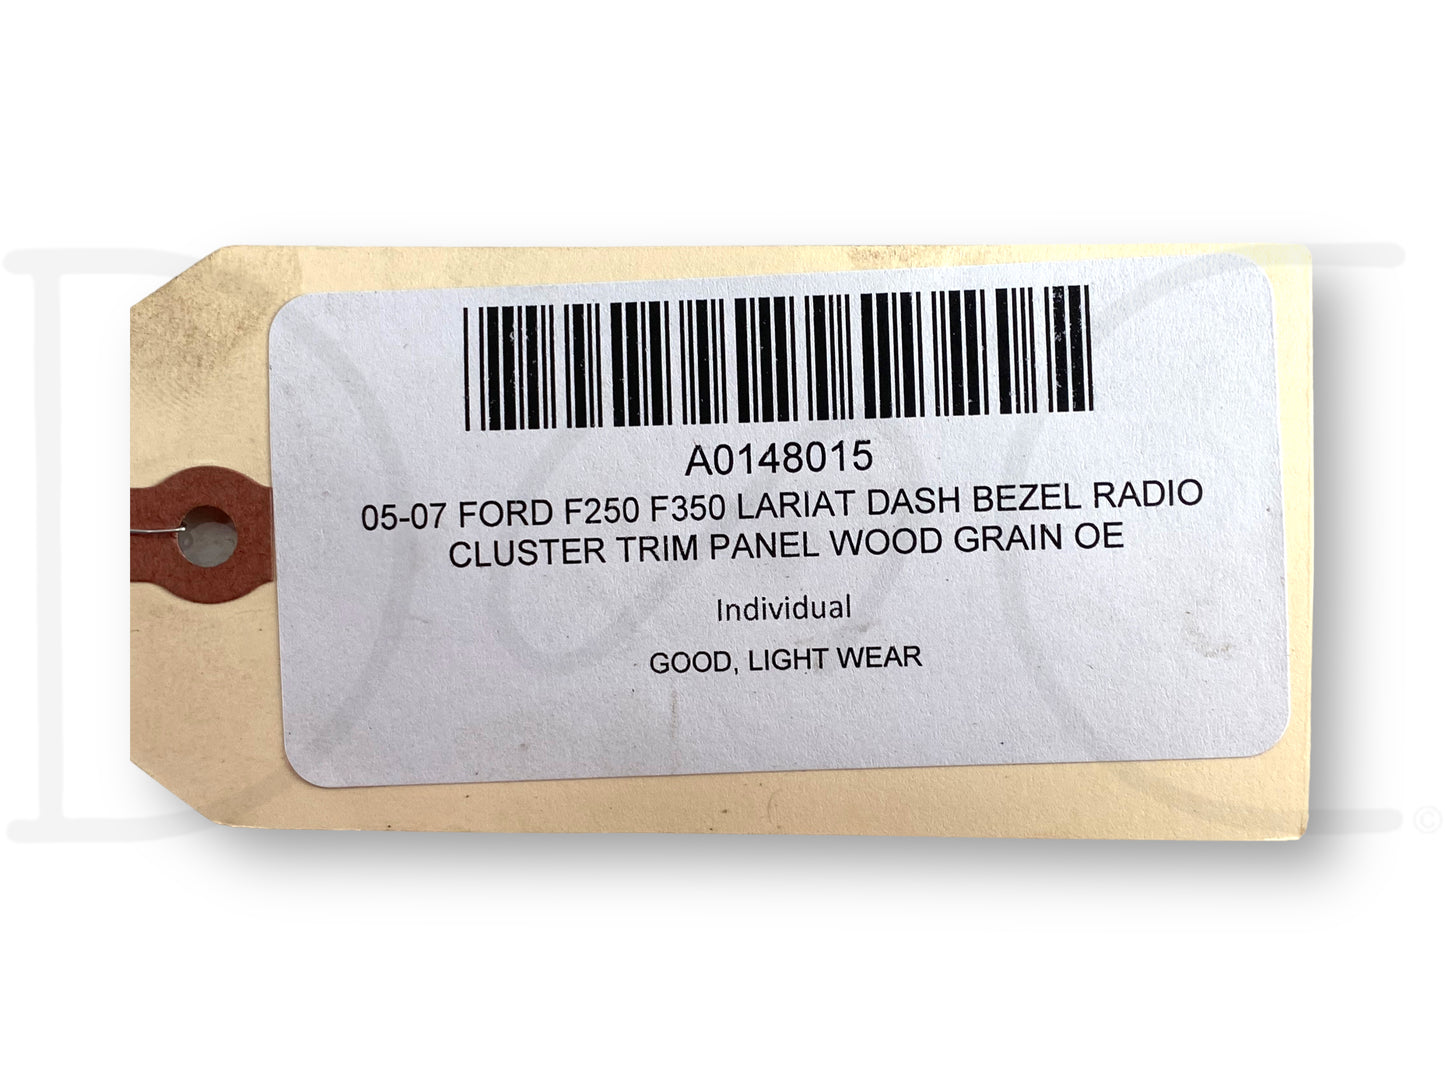 A0148015
05-07 FORD F250 F350 LARIAT DASH BEZEL RADIO
CLUSTER TRIM PANEL WOOD GRAIN OE
Individual
GOOD, LIGHT WEAR
©